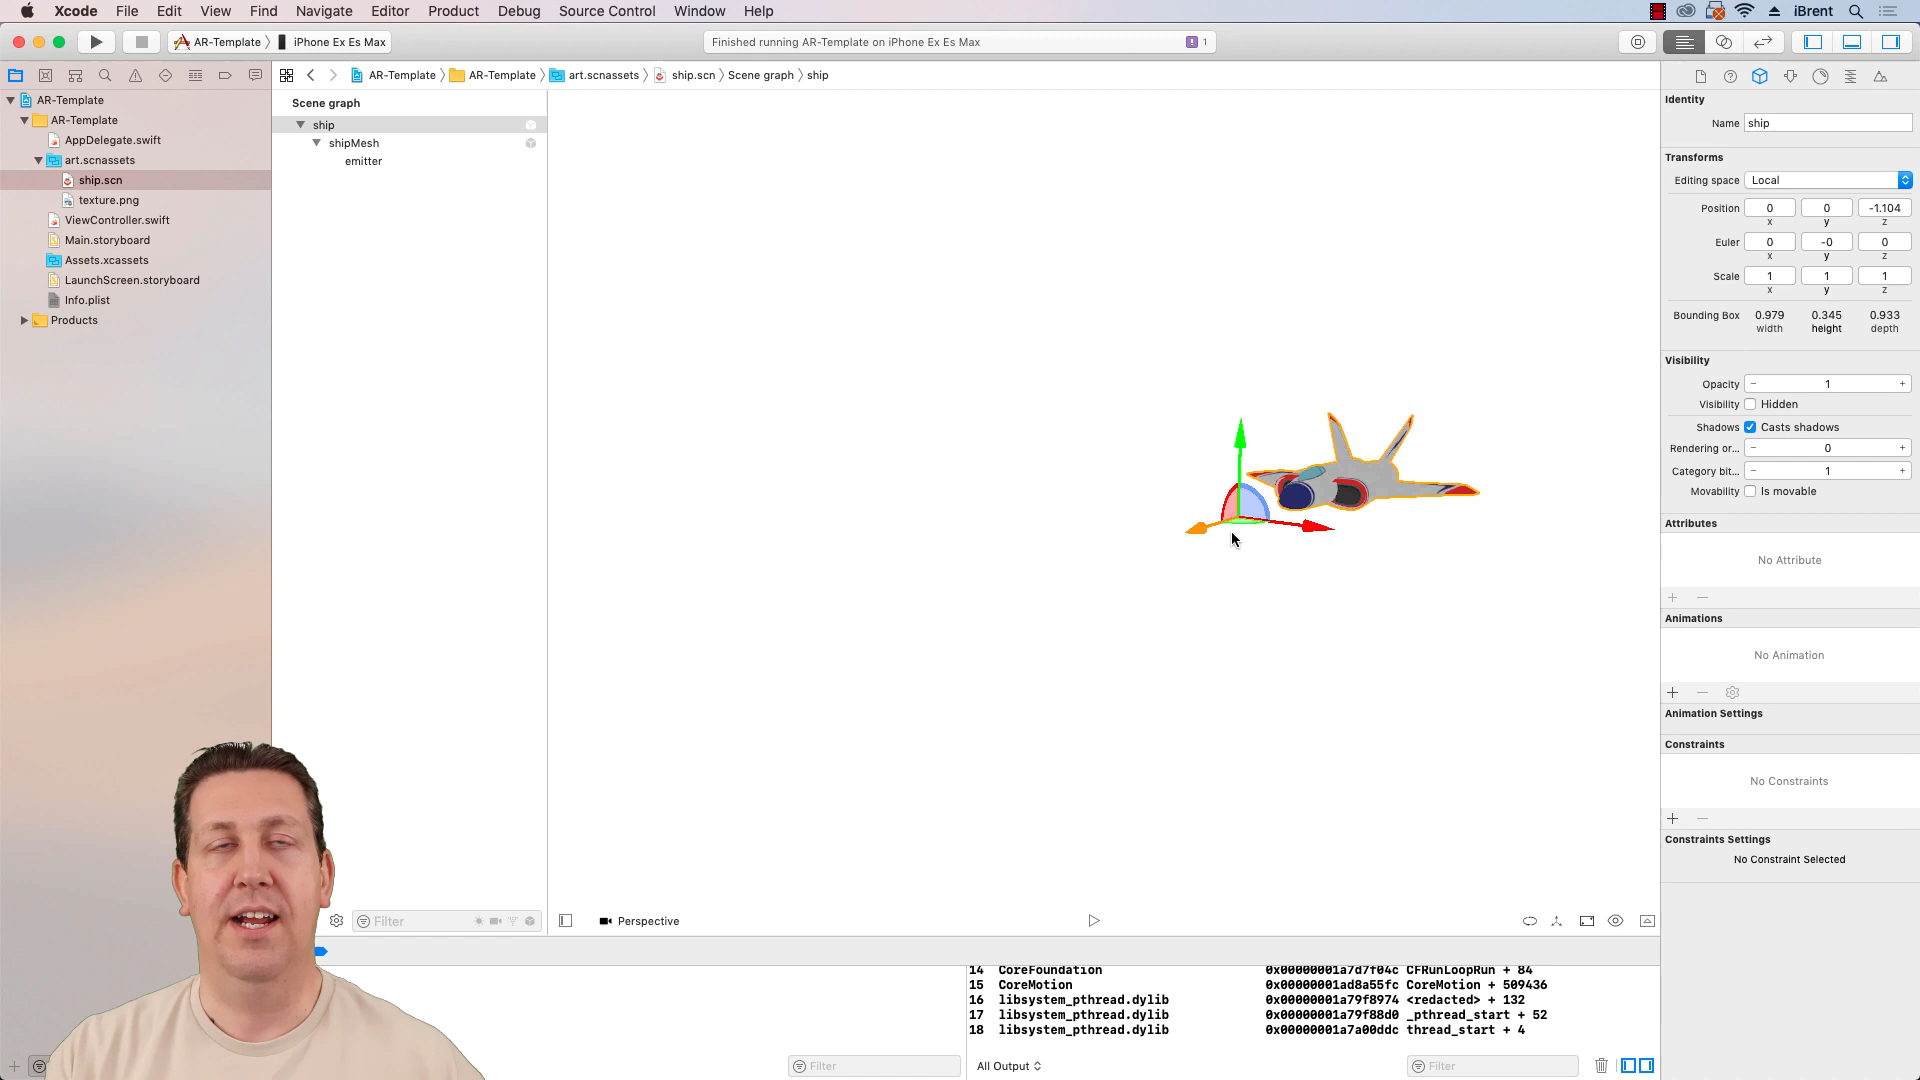 Xcode File Edit View Find Navigate Editor Product Debug Source Control Window Help iBrent
AR-Template iPhone Ex Es Max Finished running AR-Template on iPhone Ex Es Max 1
AR-Template AR-Template art.scnassets ship.scn Scene graph ship
AR-Template
AR-Template
AppDelegate.swift
art.scnassets
ship.scn
texture.png
ViewController.swift
Main.storyboard
Assets.xcassets
LaunchScreen.storyboard
Info.plist
Products
Scene graph
ship
shipMesh
emitter
Filter
Perspective
Identity
Name ship
Transforms
Editing space Local
Position 0 0 -1.104
x y z
Euler 0 -0 0
x y z
Scale 1 1 1
x y z
Bounding Box 0.979 0.345 0.933
width height depth
Visibility
Opacity 1
Visibility Hidden
Shadows Casts shadows
Rendering or... 0
Category bit... 1
Movability Is movable
Attributes
No Attribute
Animations
No Animation
Animation Settings
Constraints
No Constraints
Constraints Settings
No Constraint Selected
14 CoreFoundation 0x00000001a7d7f04c CFRunLoopRun + 84
15 CoreMotion 0x00000001ad8a55fc CoreMotion + 509436
16 libsystem_pthread.dylib 0x00000001a79f8974 <redacted> + 132
17 libsystem_pthread.dylib 0x00000001a79f88d0 _pthread_start + 52
18 libsystem_pthread.dylib 0x00000001a7a00ddc thread_start + 4
Filter
All Output
Filter